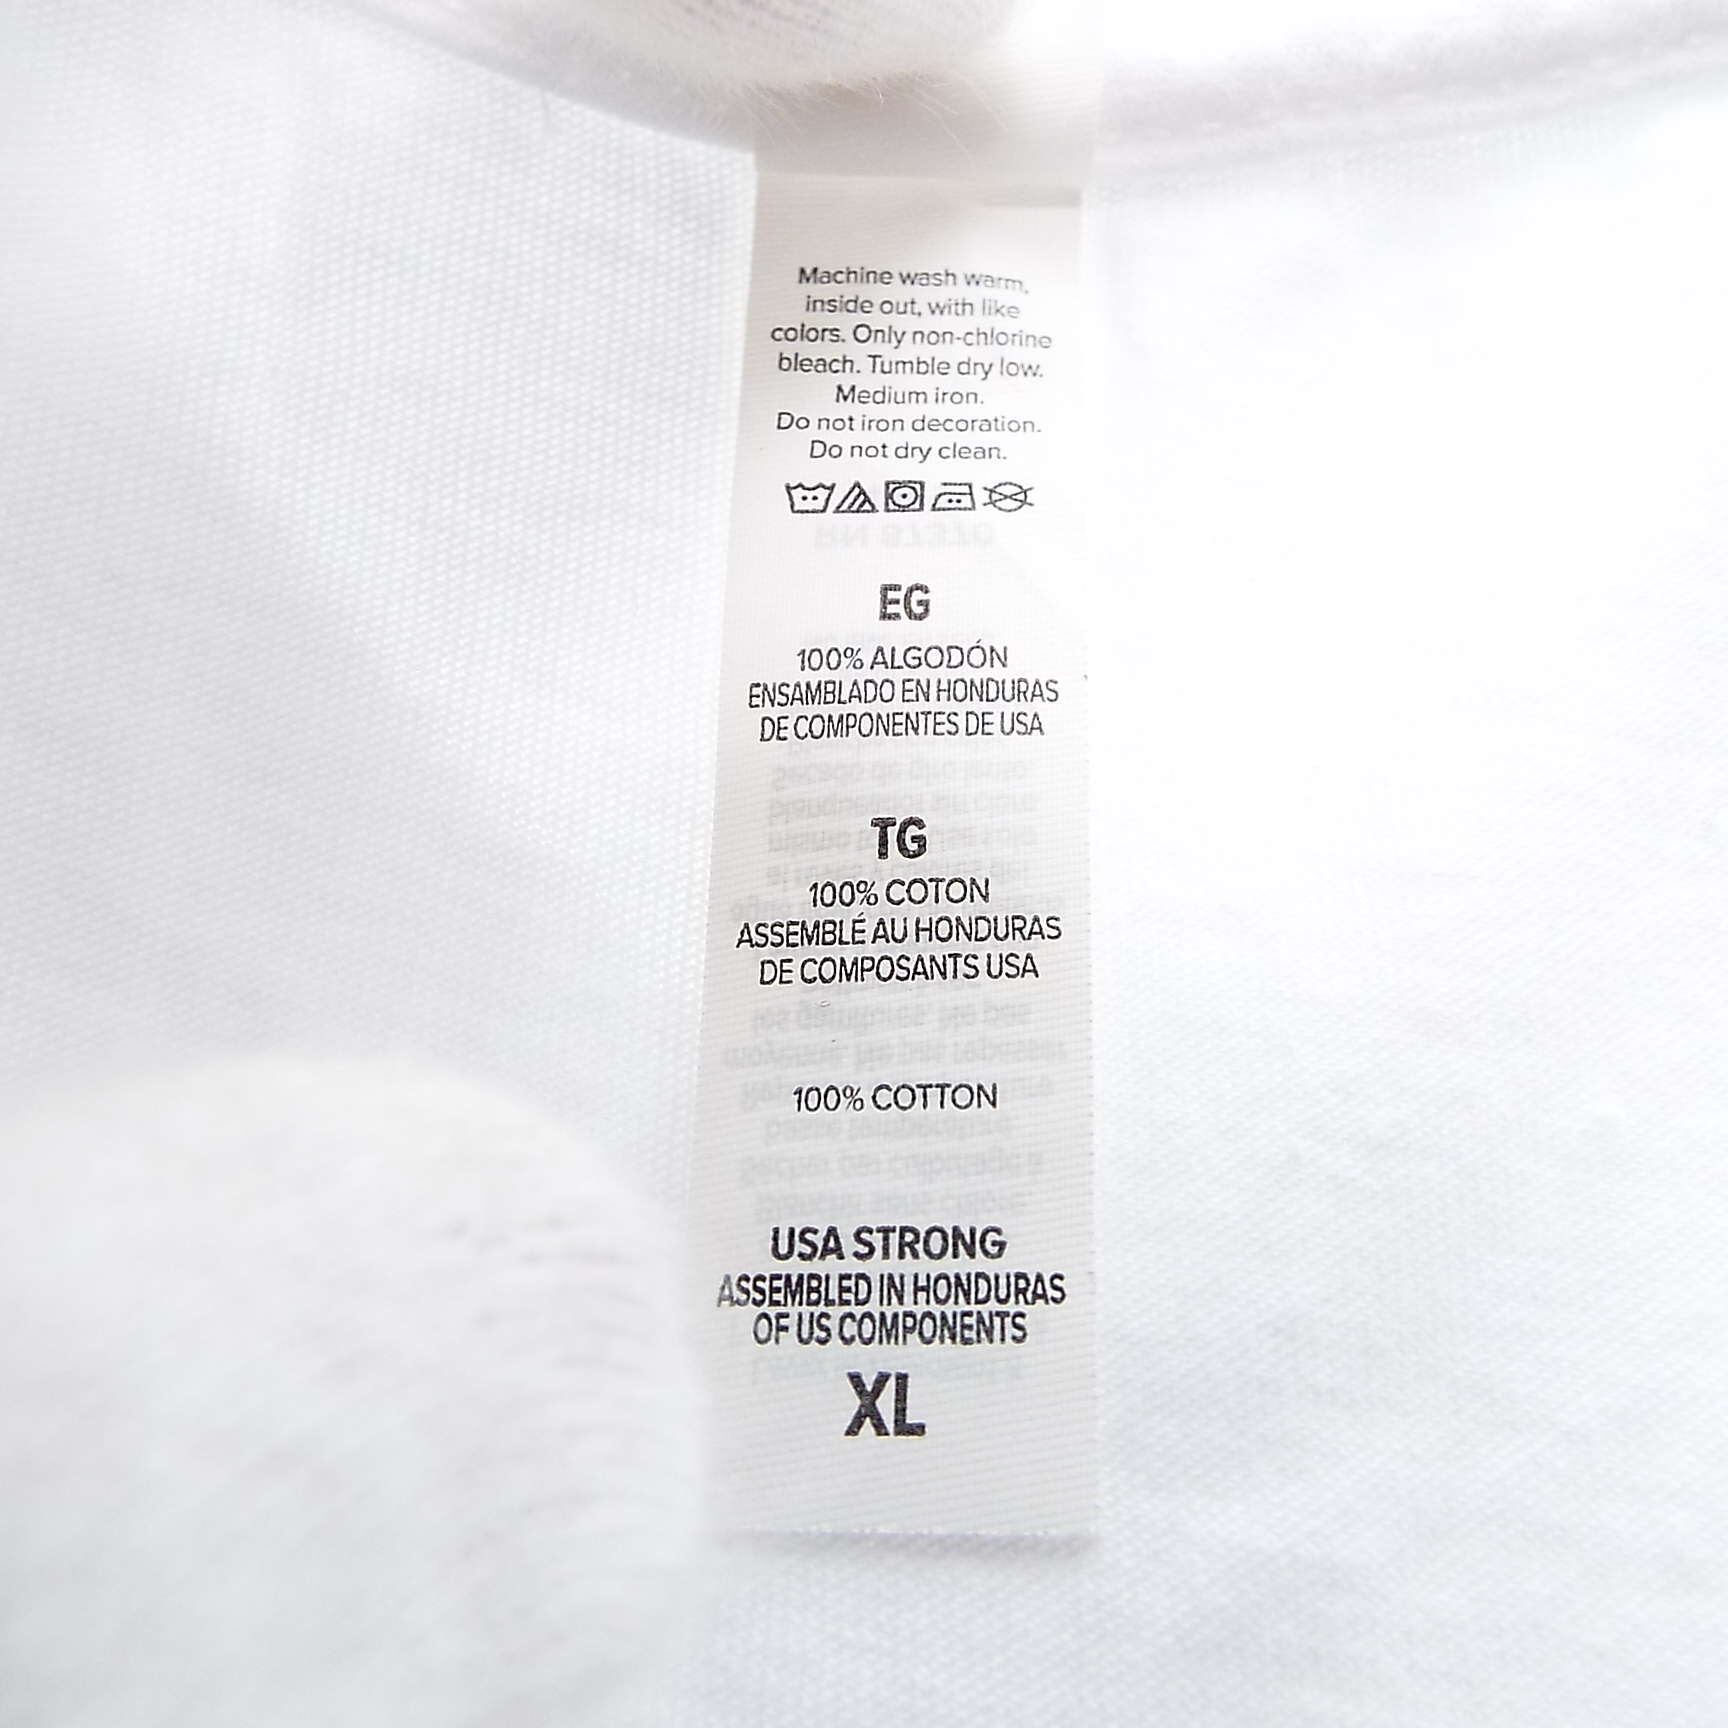 Machine wash warm,
inside out, with like
colors. Only non-chlorine
bleach. Tumble dry low.
Medium iron.
Do not iron decoration.
Do not dry clean.
EG
100% ALGODÓN
ENSAMBLADO EN HONDURAS
DE COMPONENTES DE USA
TG
100% COTON
ASSEMBLÉ AU HONDURAS
DE COMPOSANTS USA
100% COTTON
USA STRONG
ASSEMBLED IN HONDURAS
OF US COMPONENTS
XL